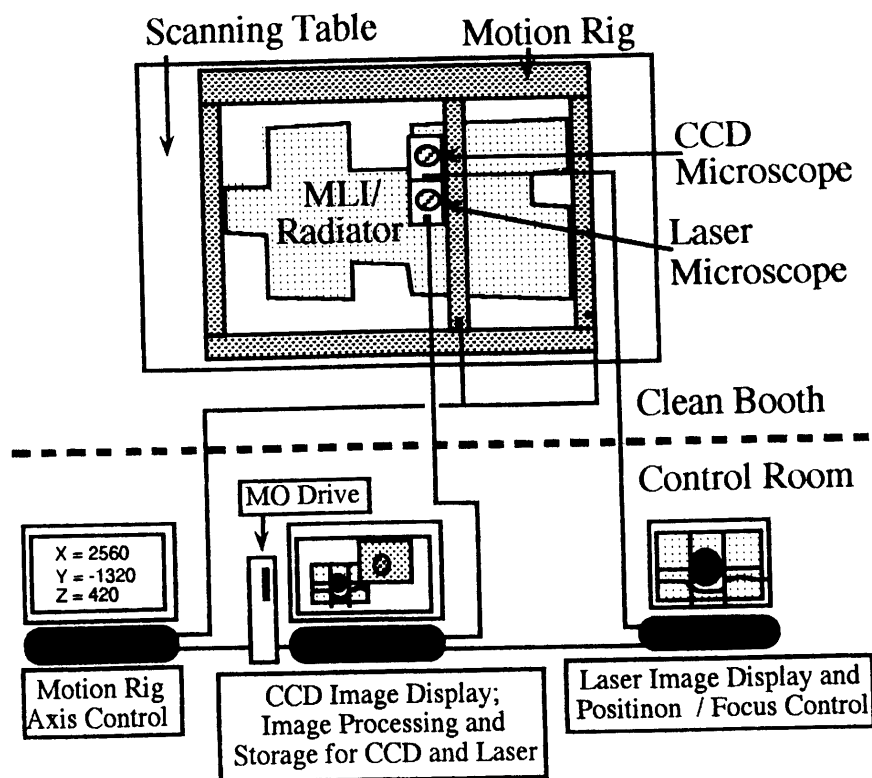 Scanning Table
Motion Rig
CCD
Microscope
MLI/
Radiator
Laser
Microscope
Clean Booth
Control Room
MO Drive
X = 2560
Y = -1320
Z = 420
Motion Rig
Axis Control
CCD Image Display;
Image Processing and
Storage for CCD and Laser
Laser Image Display and
Positinon / Focus Control